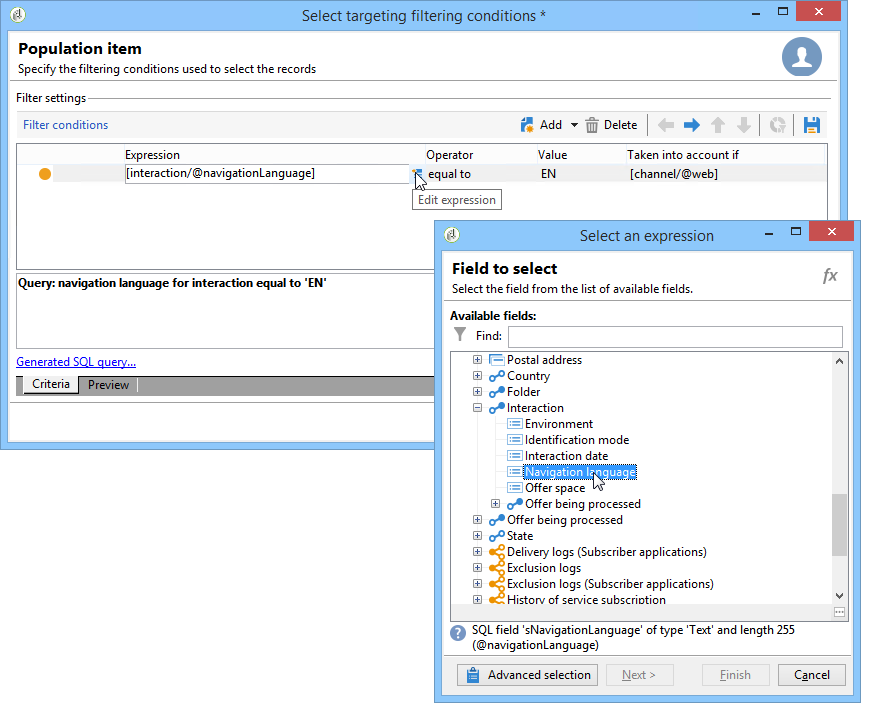 Select targeting filtering conditions *
Population item
Specify the filtering conditions used to select the records
Filter settings
Filter conditions
Add
Delete
Expression Operator Value Taken into account if
[interaction/@navigationLanguage] equal to EN [channel/@web]
Edit expression
Query: navigation language for interaction equal to 'EN'
Generated SQL query...
Criteria Preview
Select an expression
Field to select
Select the field from the list of available fields.
fx
Available fields:
Find:
Postal address
Country
Folder
Interaction
Environment
Identification mode
Interaction date
Navigation language
Offer space
Offer being processed
Offer being processed
State
Delivery logs (Subscriber applications)
Exclusion logs
Exclusion logs (Subscriber applications)
History of service subscription
SQL field 'sNavigationLanguage' of type 'Text' and length 255
(@navigationLanguage)
Advanced selection Next > Finish Cancel